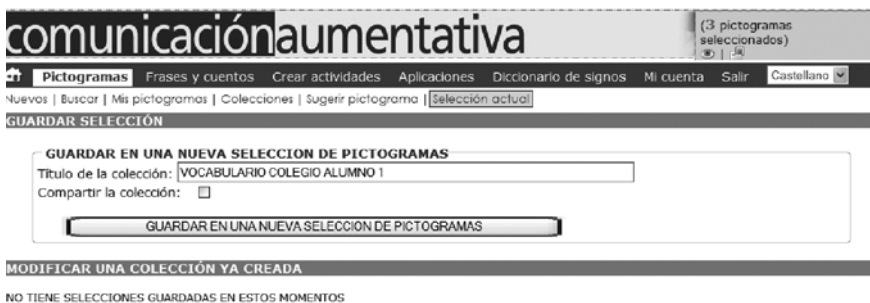 comunicaciónaumentativa
(3 pictogramas
seleccionados)
Pictogramas Frases y cuentos Crear actividades Aplicaciones Diccionario de signos Mi cuenta Salir Castellano
Nuevos | Buscar | Mis pictogramas | Colecciones | Sugerir pictograma | Selección actual
GUARDAR SELECCIÓN
GUARDAR EN UNA NUEVA SELECCION DE PICTOGRAMAS
Título de la colección: VOCABULARIO COLEGIO ALUMNO 1
Compartir la colección:
GUARDAR EN UNA NUEVA SELECCION DE PICTOGRAMAS
MODIFICAR UNA COLECCIÓN YA CREADA
NO TIENE SELECCIONES GUARDADAS EN ESTOS MOMENTOS